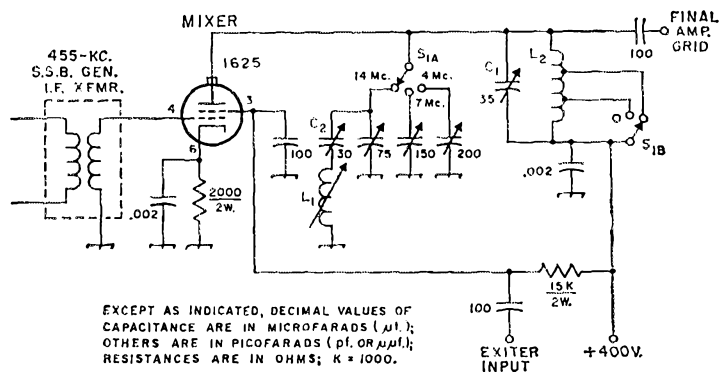 MIXER
1625
455-KC.
S.S.B. GEN.
I.F. XFMR.
4
3
6
.002
2000
2W.
100
C2
30
L1
14 Mc.
S1A
4 Mc.
7 Mc.
75
150
200
C1
35
L2
100
FINAL
AMP.
GRID
S1B
.002
15K
2W.
100
EXITER
INPUT
+400V.
EXCEPT AS INDICATED, DECIMAL VALUES OF
CAPACITANCE ARE IN MICROFARADS (µf.);
OTHERS ARE IN PICOFARADS (pf. OR µµf.);
RESISTANCES ARE IN OHMS; K = 1000.